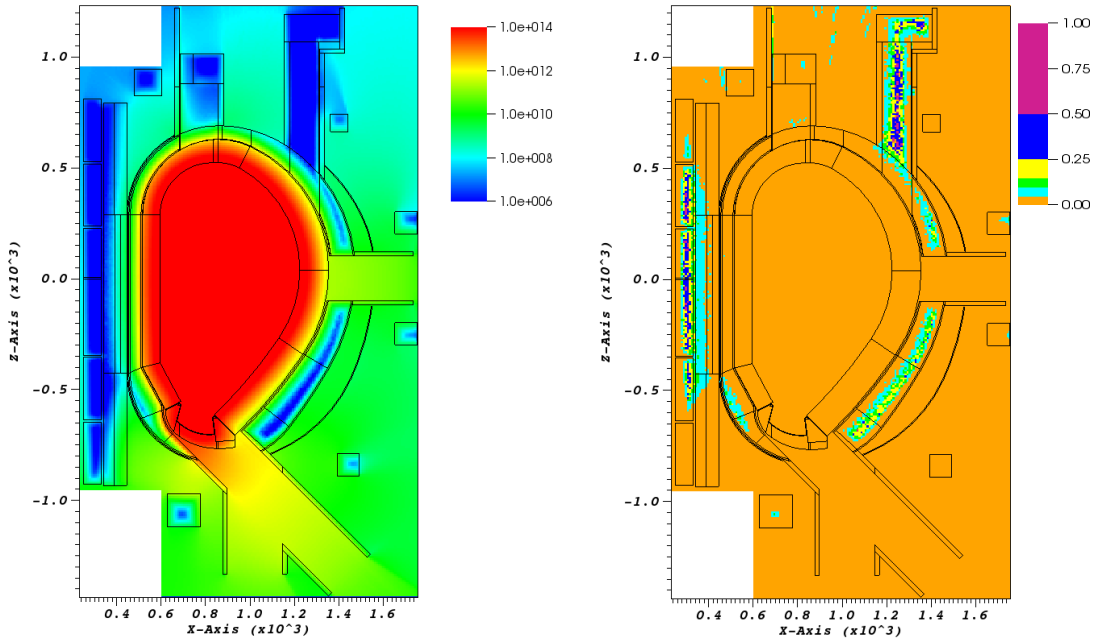 1.0e+014
1.0e+012
1.0e+010
1.0e+008
1.0e+006
1.0
0.5
0.0
−0.5
−1.0
Z-Axis (x10^3)
0.4 0.6 0.8 1.0 1.2 1.4 1.6
X-Axis (x10^3)
1.00
0.75
0.50
0.25
0.00
1.0
0.5
0.0
−0.5
−1.0
Z-Axis (x10^3)
0.4 0.6 0.8 1.0 1.2 1.4 1.6
X-Axis (x10^3)